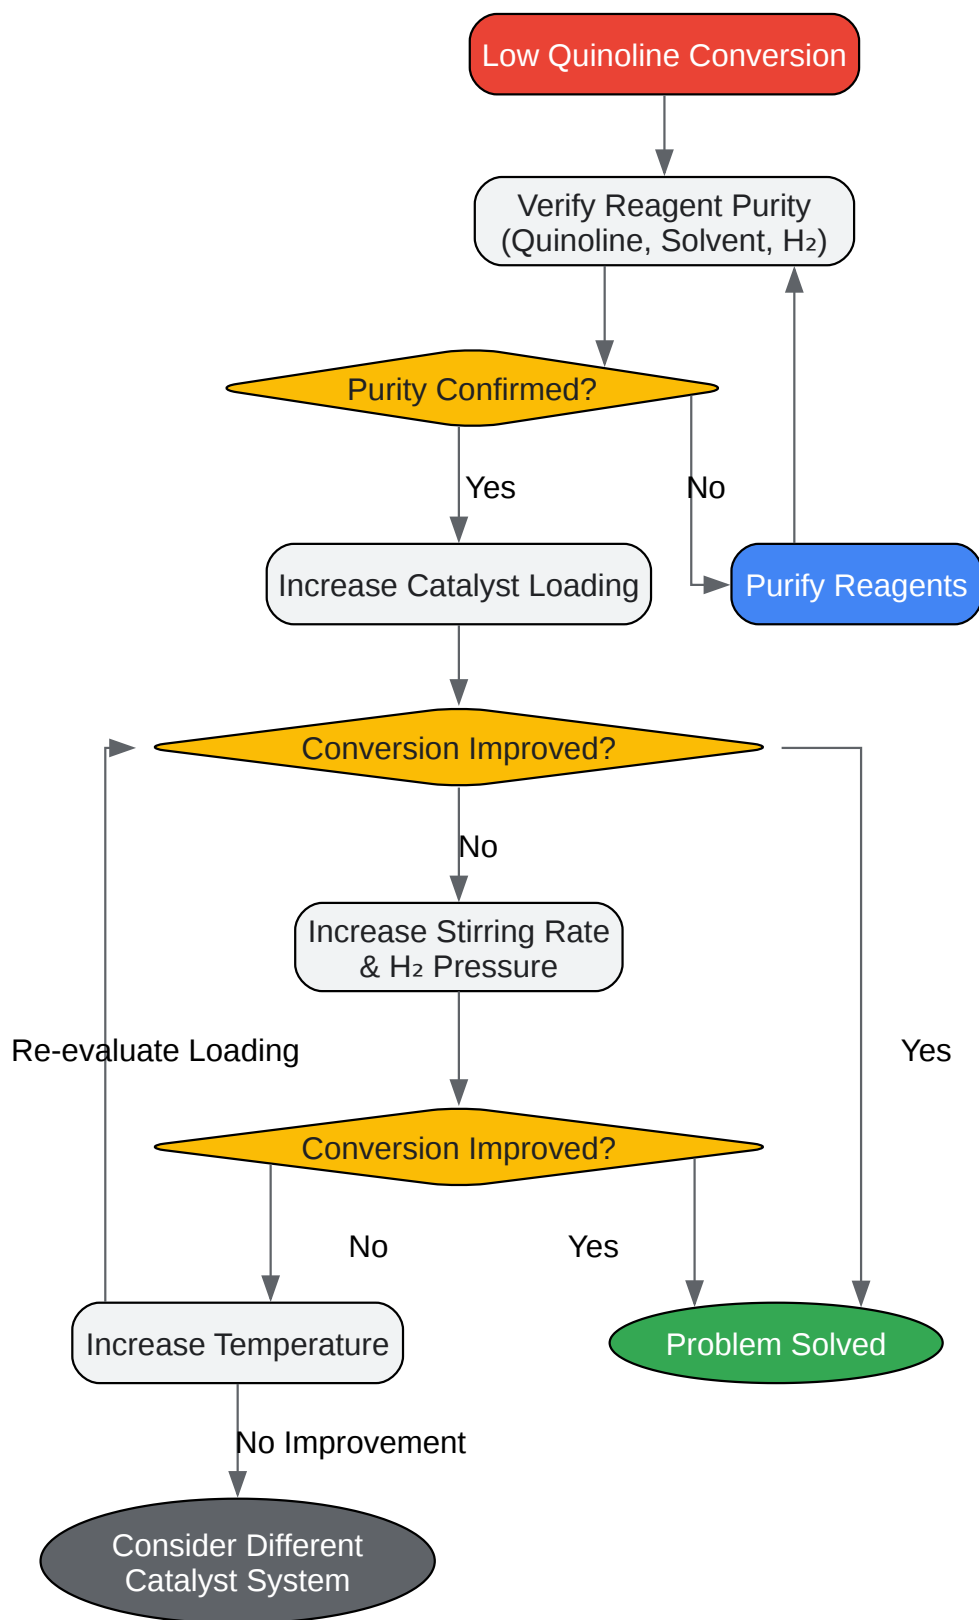 Low Quinoline Conversion
Verify Reagent Purity
(Quinoline, Solvent, H₂)
Purity Confirmed?
Yes
No
Increase Catalyst Loading
Purify Reagents
Conversion Improved?
No
Increase Stirring Rate
& H₂ Pressure
Re-evaluate Loading
Yes
Conversion Improved?
No
Yes
Increase Temperature
Problem Solved
No Improvement
Consider Different
Catalyst System